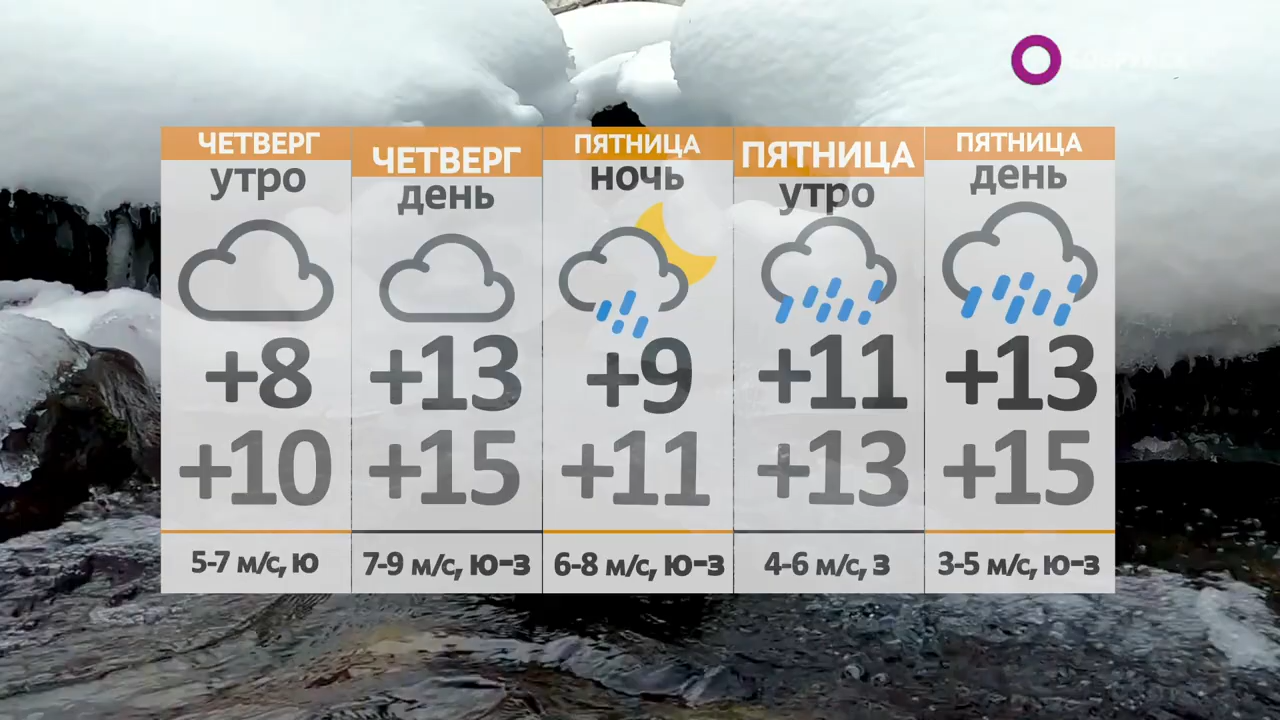 ЧЕТВЕРГ
утро
+8
+10
5-7 м/с, Ю
ЧЕТВЕРГ
день
+13
+15
7-9 м/с, Ю-З
ПЯТНИЦА
ночь
+9
+11
6-8 м/с, Ю-З
ПЯТНИЦА
утро
+11
+13
4-6 м/с, З
ПЯТНИЦА
день
+13
+15
3-5 м/с, Ю-З